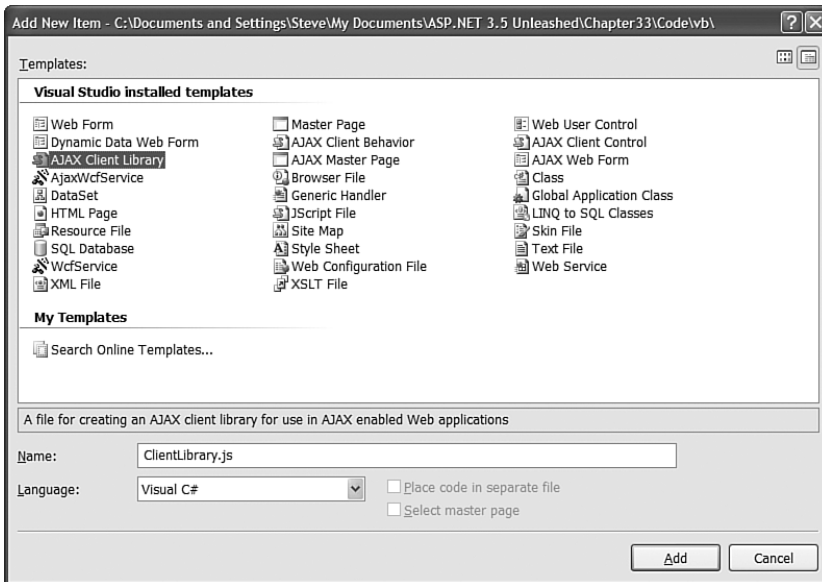 Add New Item - C:\Documents and Settings\Steve\My Documents\ASP.NET 3.5 Unleashed\Chapter33\Code\vb\
Templates:
Visual Studio installed templates
Web Form Master Page Web User Control
Dynamic Data Web Form AJAX Client Behavior AJAX Client Control
AJAX Client Library AJAX Master Page AJAX Web Form
AjaxWcfService Browser File Class
DataSet Generic Handler Global Application Class
HTML Page JScript File LINQ to SQL Classes
Resource File Site Map Skin File
SQL Database Style Sheet Text File
WcfService Web Configuration File Web Service
XML File XSLT File
My Templates
Search Online Templates...
A file for creating an AJAX client library for use in AJAX enabled Web applications
Name: ClientLibrary.js
Language: Visual C# Place code in separate file
Select master page
Add Cancel